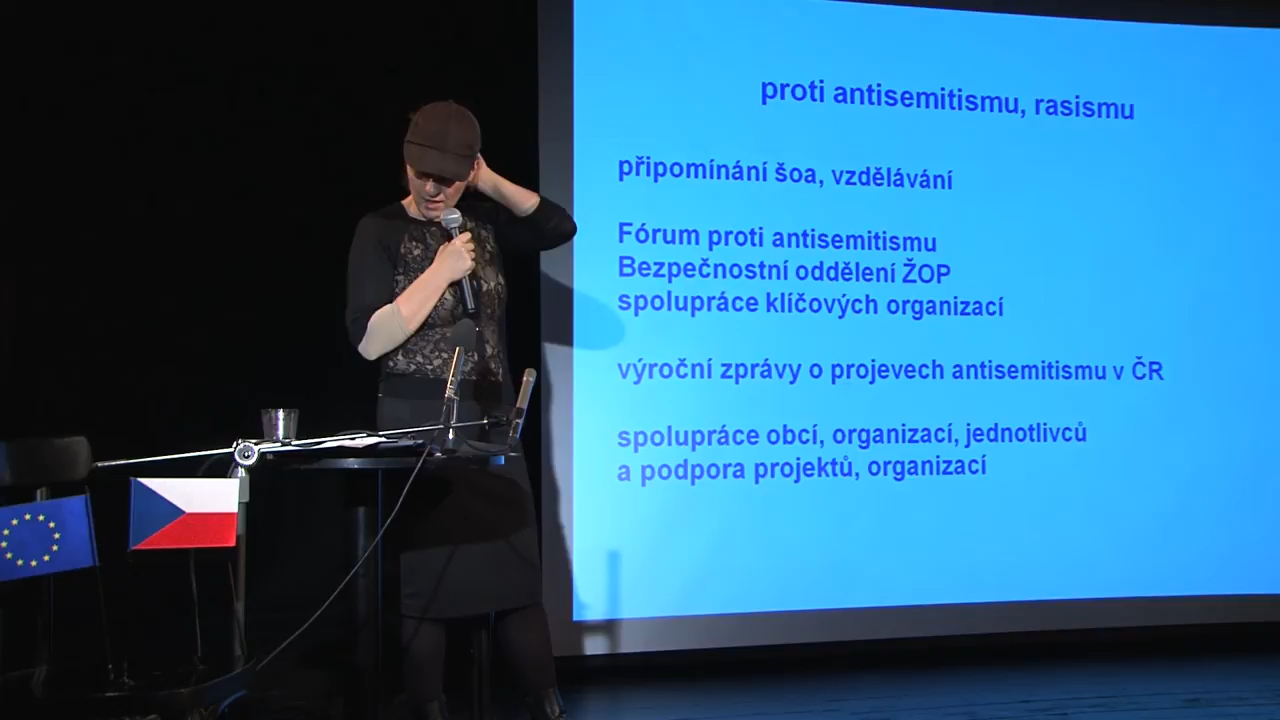 proti antisemitismu, rasismu
připomínání šoa, vzdělávání
Fórum proti antisemitismu
Bezpečnostní oddělení ŽOP
spolupráce klíčových organizací
výroční zprávy o projevech antisemitismu v ČR
spolupráce obcí, organizací, jednotlivců
a podpora projektů, organizací